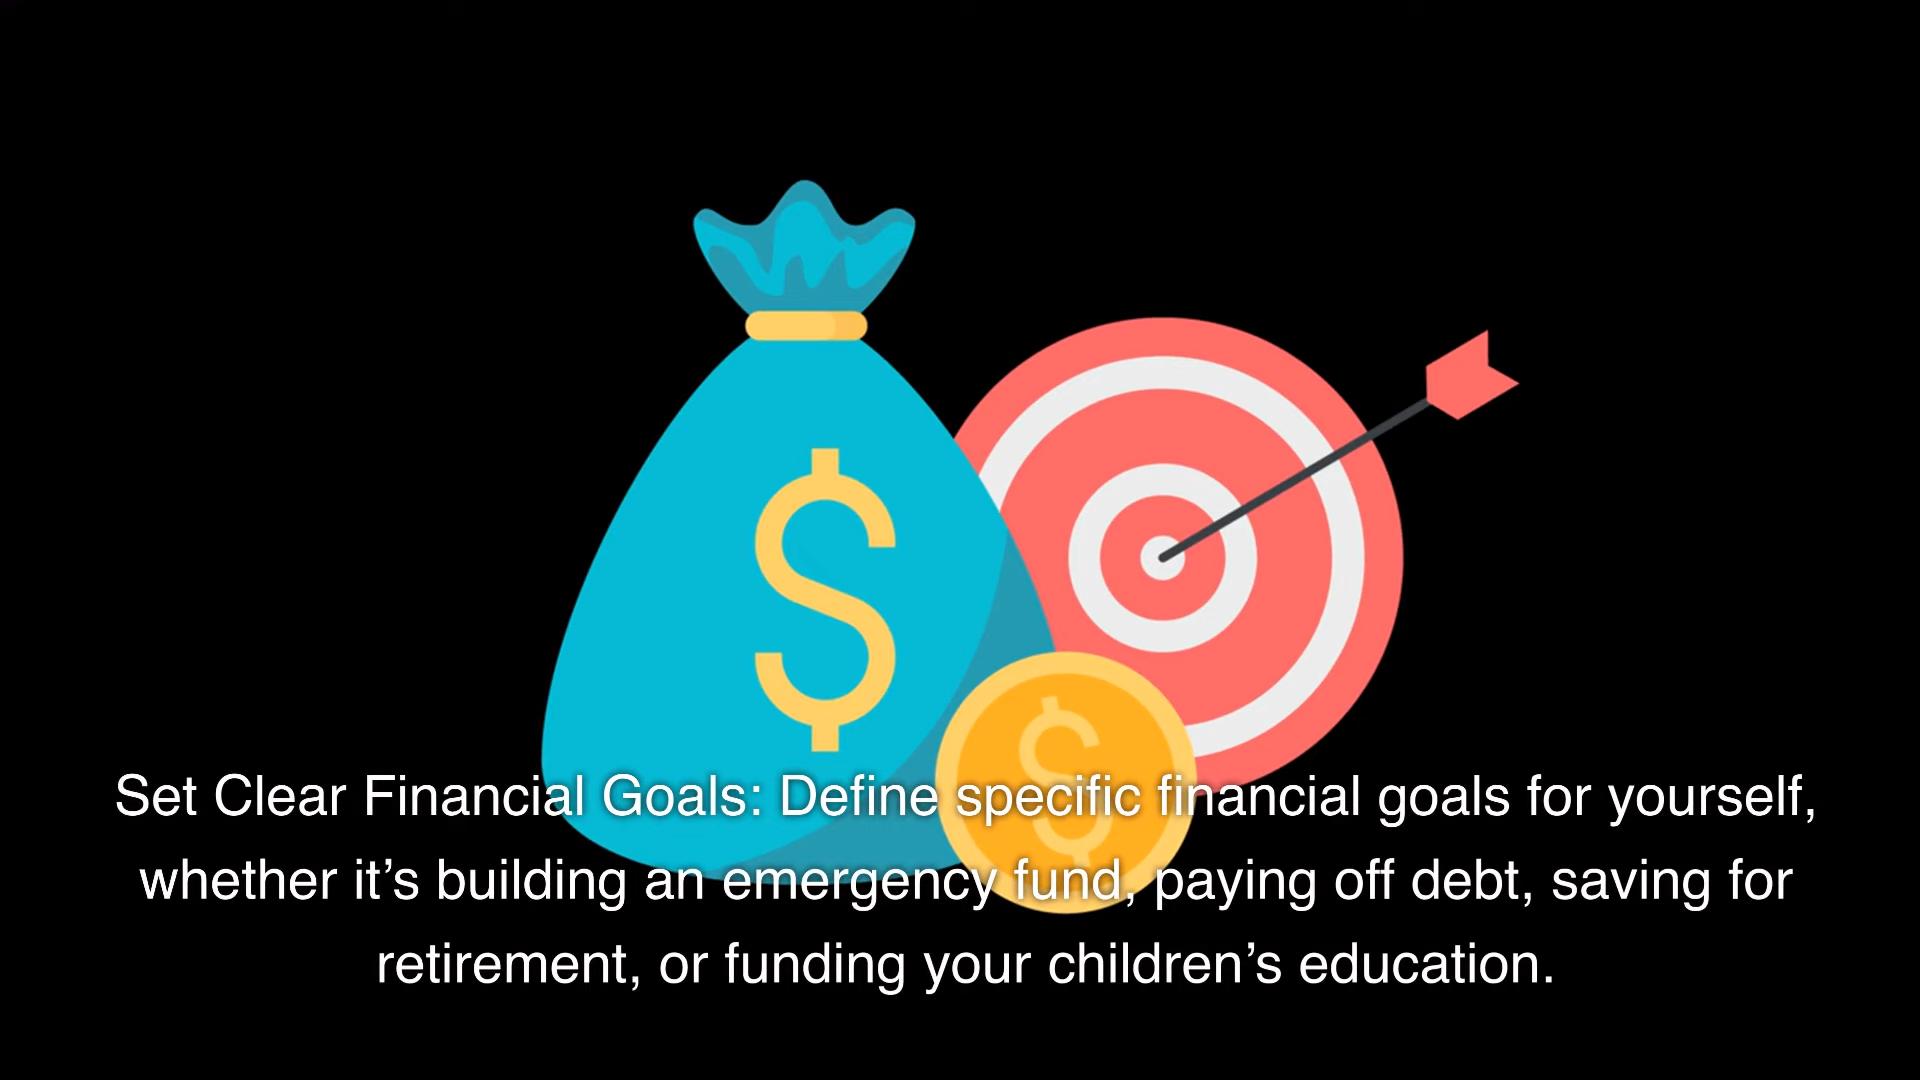 $
$
Set Clear Financial Goals: Define specific financial goals for yourself,
whether it’s building an emergency fund, paying off debt, saving for
retirement, or funding your children’s education.